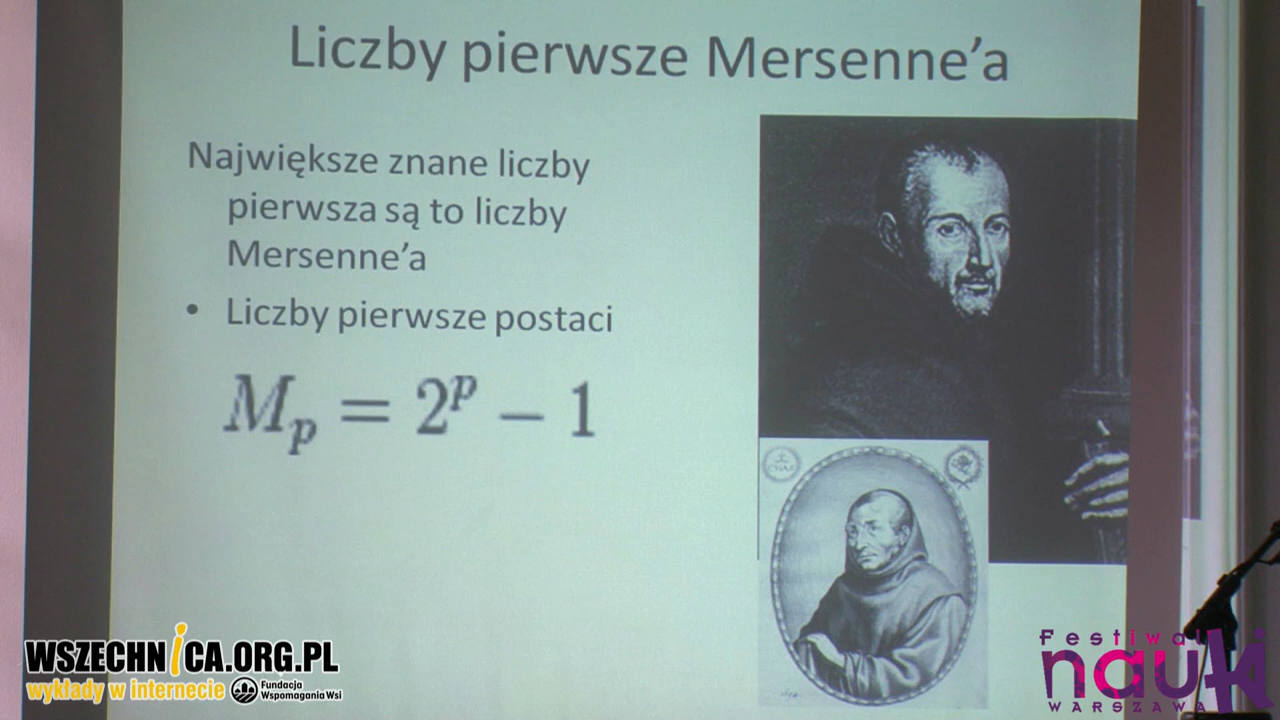 Liczby pierwsze Mersenne’a
Największe znane liczby
pierwsza są to liczby
Mersenne’a
• Liczby pierwsze postaci
Mₚ = 2ᵖ − 1
WSZECHNiCA.ORG.PL
wykłady w internecie
Fundacja
Wspomagania Wsi
Festiwal
nauki
WARSZAWA